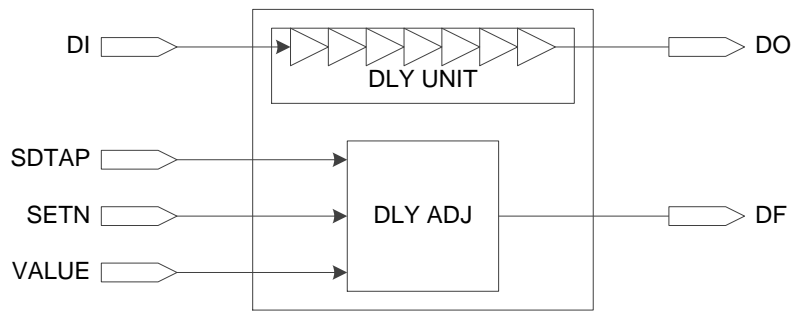 DI
DO
DLY UNIT
SDTAP
SETN
DLY ADJ
DF
VALUE